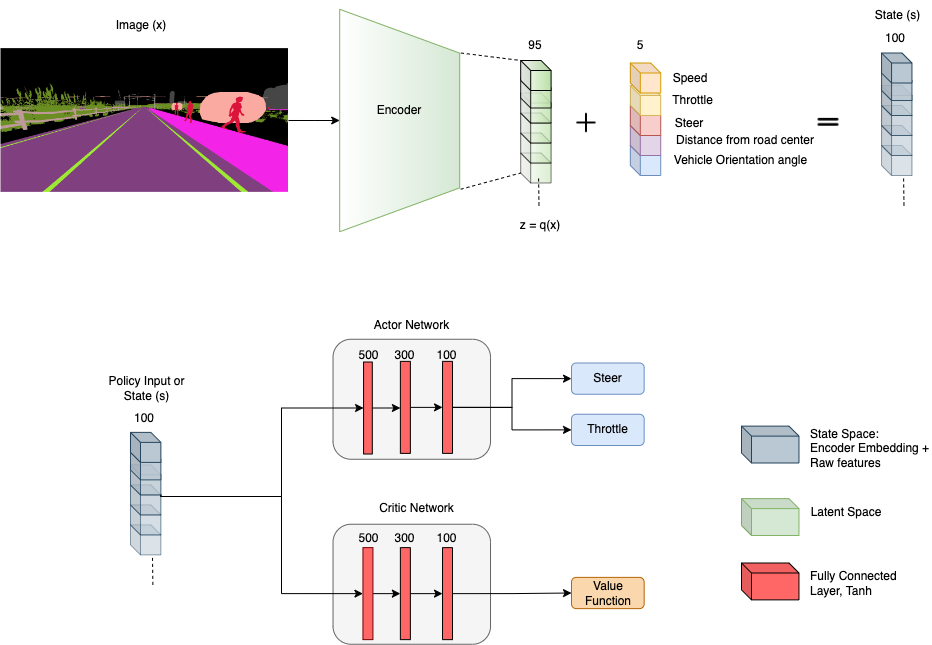 Image (x)
State (s)
95
5
100
Encoder
Speed
Throttle
Steer
Distance from road center
Vehicle Orientation angle
+
=
z = q(x)
Actor Network
500
300
100
Policy Input or
State (s)
100
Steer
Throttle
Critic Network
500
300
100
Value
Function
State Space:
Encoder Embedding +
Raw features
Latent Space
Fully Connected
Layer, Tanh